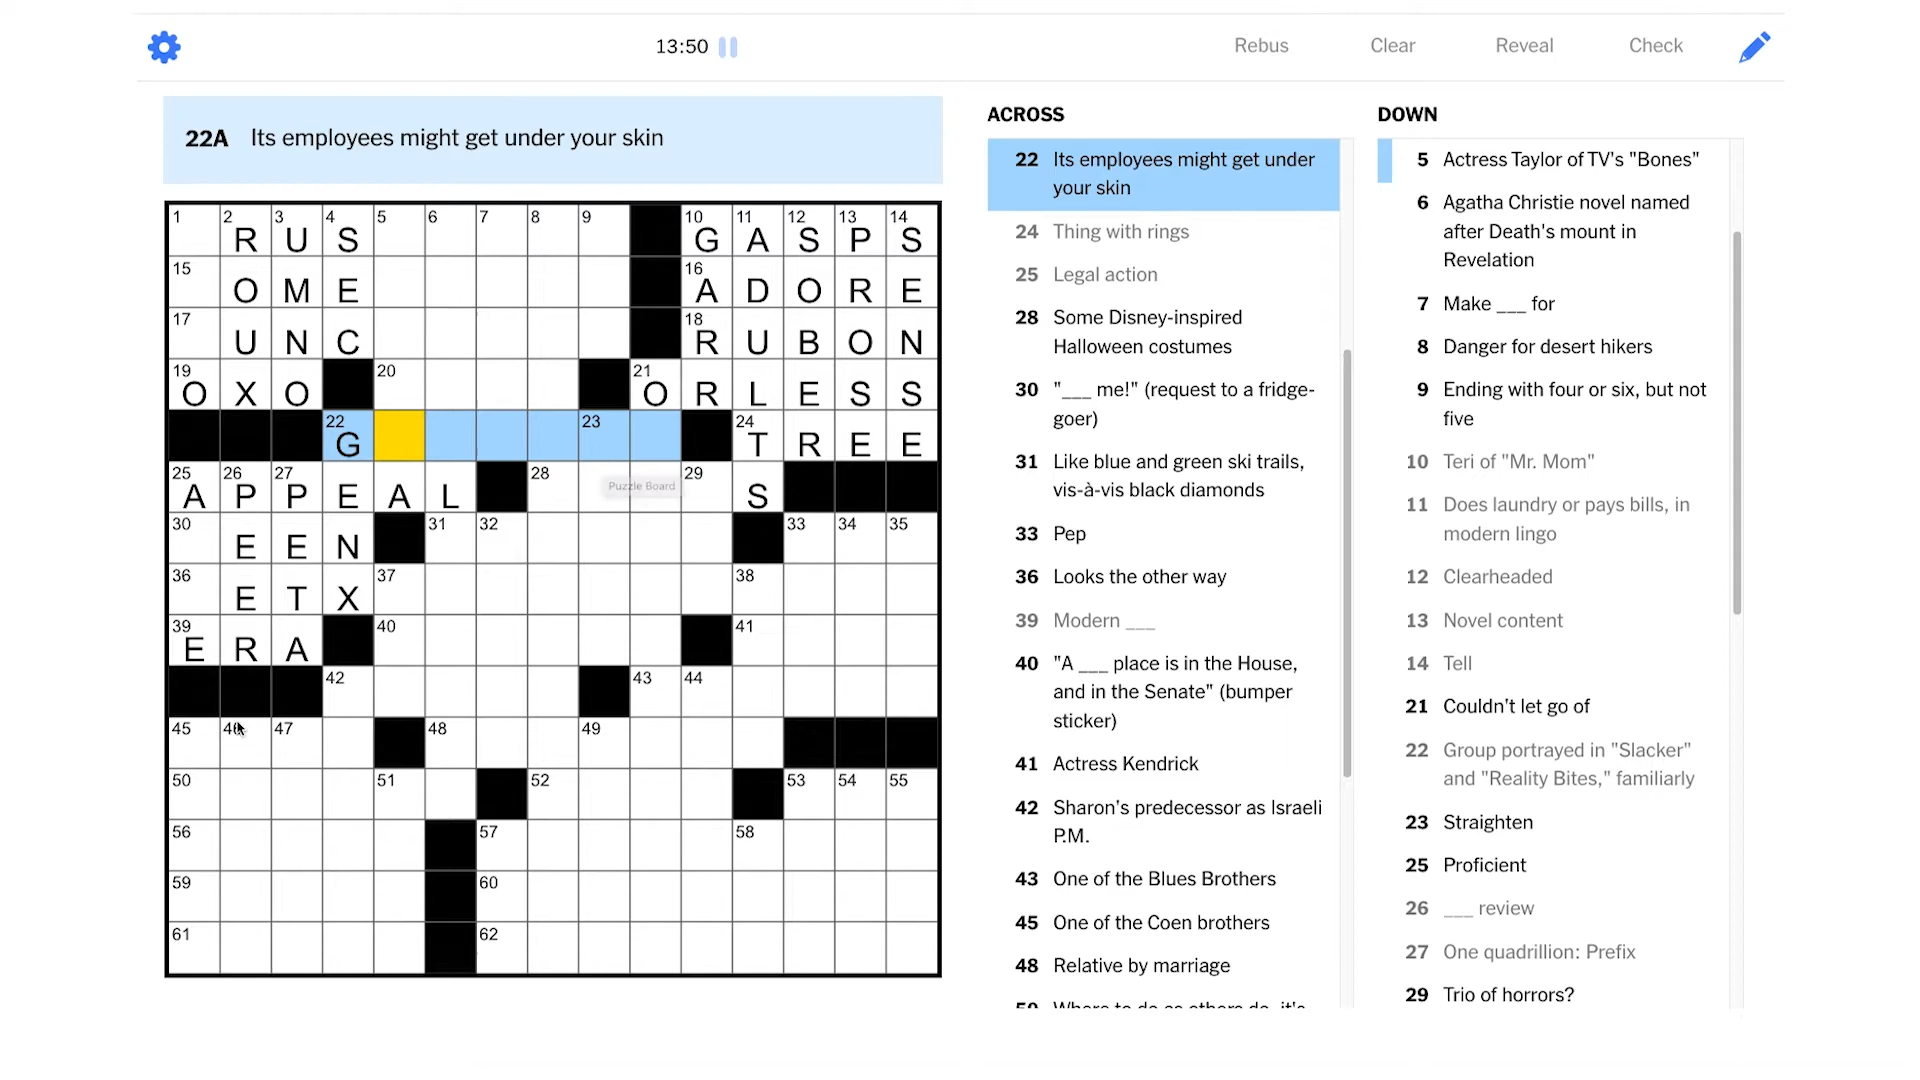 13:50
Rebus Clear Reveal Check
22A Its employees might get under your skin
1 2 3 4 5 6 7 8 9 10 11 12 13 14
R U S G A S P S
15 16
O M E A D O R E
17 18
U N C R U B O N
19 20 21
O X O O R L E S S
22 23 24
G T R E E
25 26 27 28 29
A P P E A L S
Puzzle Board
30 31 32 33 34 35
E E N
36 37 38
E T X
39 40 41
E R A
42 43 44
45 46 47 48 49
50 51 52 53 54 55
56 57 58
59 60
61 62
ACROSS
22 Its employees might get under
your skin
24 Thing with rings
25 Legal action
28 Some Disney-inspired
Halloween costumes
30 "___ me!" (request to a fridge-
goer)
31 Like blue and green ski trails,
vis-à-vis black diamonds
33 Pep
36 Looks the other way
39 Modern ___
40 "A ___ place is in the House,
and in the Senate" (bumper
sticker)
41 Actress Kendrick
42 Sharon's predecessor as Israeli
P.M.
43 One of the Blues Brothers
45 One of the Coen brothers
48 Relative by marriage
50 Where to do as others do, it's
DOWN
5 Actress Taylor of TV's "Bones"
6 Agatha Christie novel named
after Death's mount in
Revelation
7 Make ___ for
8 Danger for desert hikers
9 Ending with four or six, but not
five
10 Teri of "Mr. Mom"
11 Does laundry or pays bills, in
modern lingo
12 Clearheaded
13 Novel content
14 Tell
21 Couldn't let go of
22 Group portrayed in "Slacker"
and "Reality Bites," familiarly
23 Straighten
25 Proficient
26 ___ review
27 One quadrillion: Prefix
29 Trio of horrors?